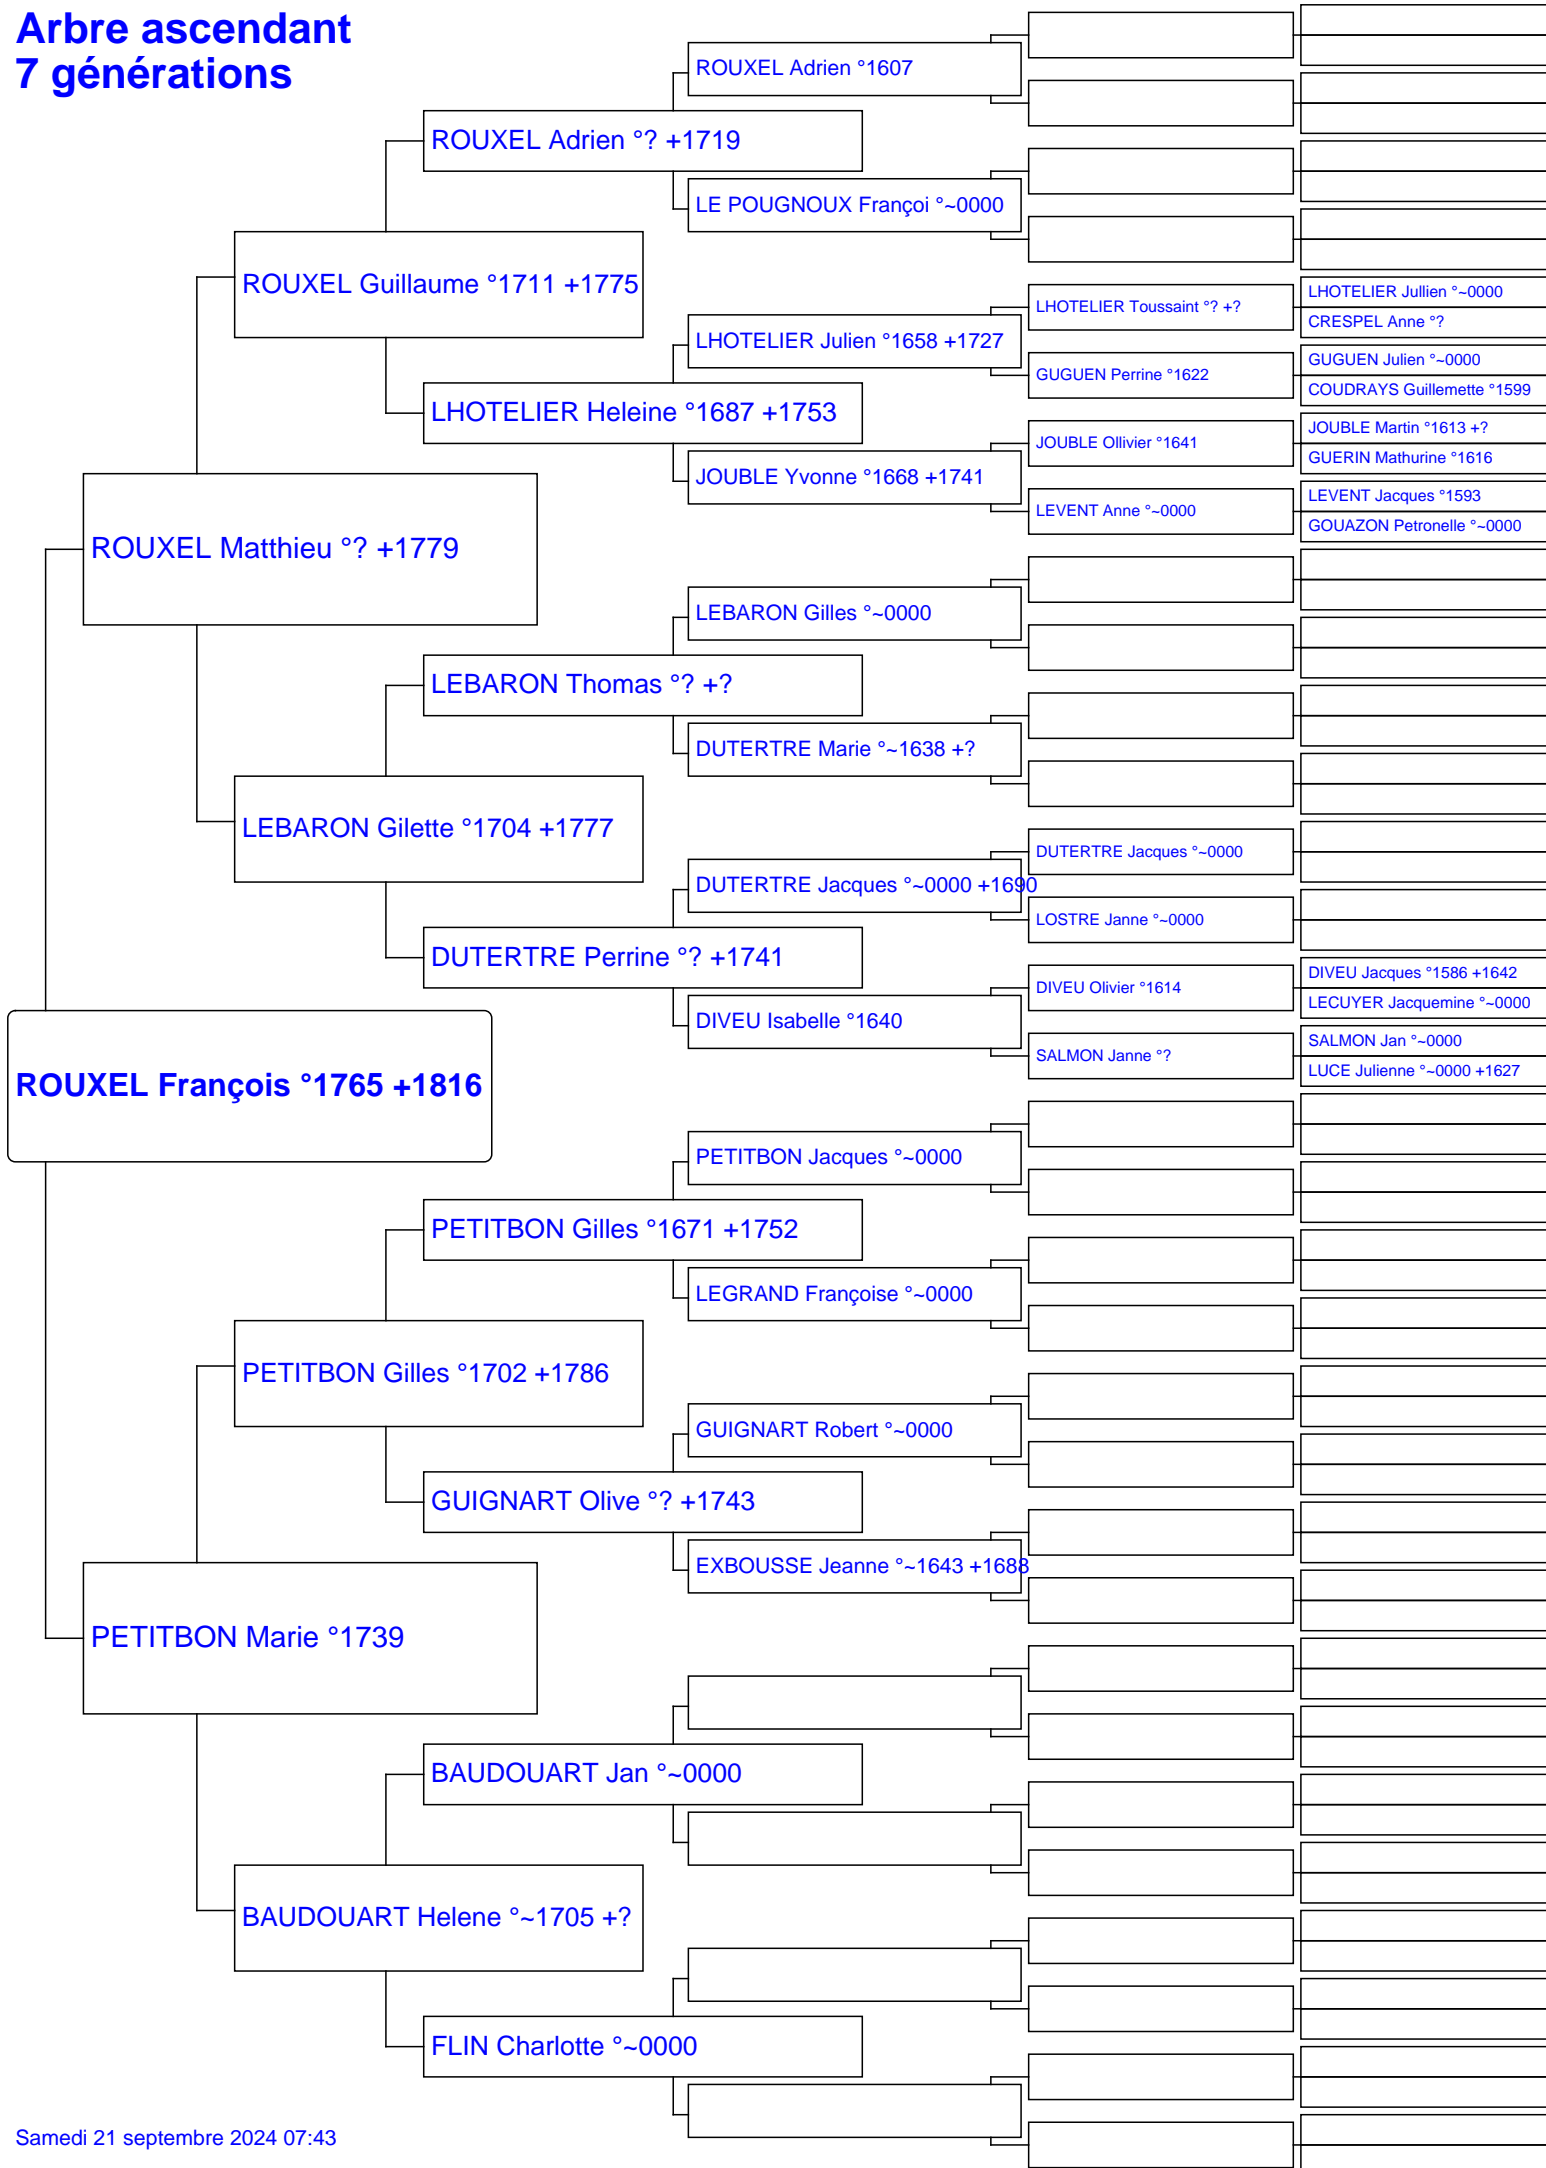 Arbre ascendant
7 générations
ROUXEL Adrien °1607
ROUXEL Adrien °? +1719
LE POUGNOUX Françoi °~0000
ROUXEL Guillaume °1711 +1775
LHOTELIER Jullien °~0000
LHOTELIER Toussaint °? +?
CRESPEL Anne °?
LHOTELIER Julien °1658 +1727
GUGUEN Julien °~0000
GUGUEN Perrine °1622
COUDRAYS Guillemette °1599
LHOTELIER Heleine °1687 +1753
JOUBLE Martin °1613 +?
JOUBLE Ollivier °1641
GUERIN Mathurine °1616
JOUBLE Yvonne °1668 +1741
LEVENT Jacques °1593
LEVENT Anne °~0000
GOUAZON Petronelle °~0000
ROUXEL Matthieu °? +1779
LEBARON Gilles °~0000
LEBARON Thomas °? +?
DUTERTRE Marie °~1638 +?
LEBARON Gilette °1704 +1777
DUTERTRE Jacques °~0000
DUTERTRE Jacques °~0000 +1690
LOSTRE Janne °~0000
DUTERTRE Perrine °? +1741
DIVEU Jacques °1586 +1642
DIVEU Olivier °1614
LECUYER Jacquemine °~0000
DIVEU Isabelle °1640
SALMON Jan °~0000
SALMON Janne °?
LUCE Julienne °~0000 +1627
ROUXEL François °1765 +1816
PETITBON Jacques °~0000
PETITBON Gilles °1671 +1752
LEGRAND Françoise °~0000
PETITBON Gilles °1702 +1786
GUIGNART Robert °~0000
GUIGNART Olive °? +1743
EXBOUSSE Jeanne °~1643 +1688
PETITBON Marie °1739
BAUDOUART Jan °~0000
BAUDOUART Helene °~1705 +?
FLIN Charlotte °~0000
Samedi 21 septembre 2024 07:43